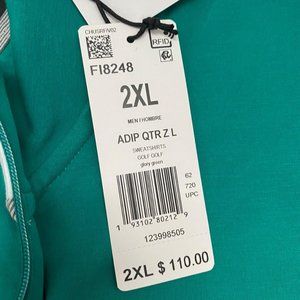 CHUSRFIV02
RFID
FI8248
2XL
MEN / HOMBRE
ADIP QTR Z L
SWEATSHIRTS
GOLF GOLF
glory green
62
720
UPC
1 93102 80212 9
123998505
2XL $ 110.00